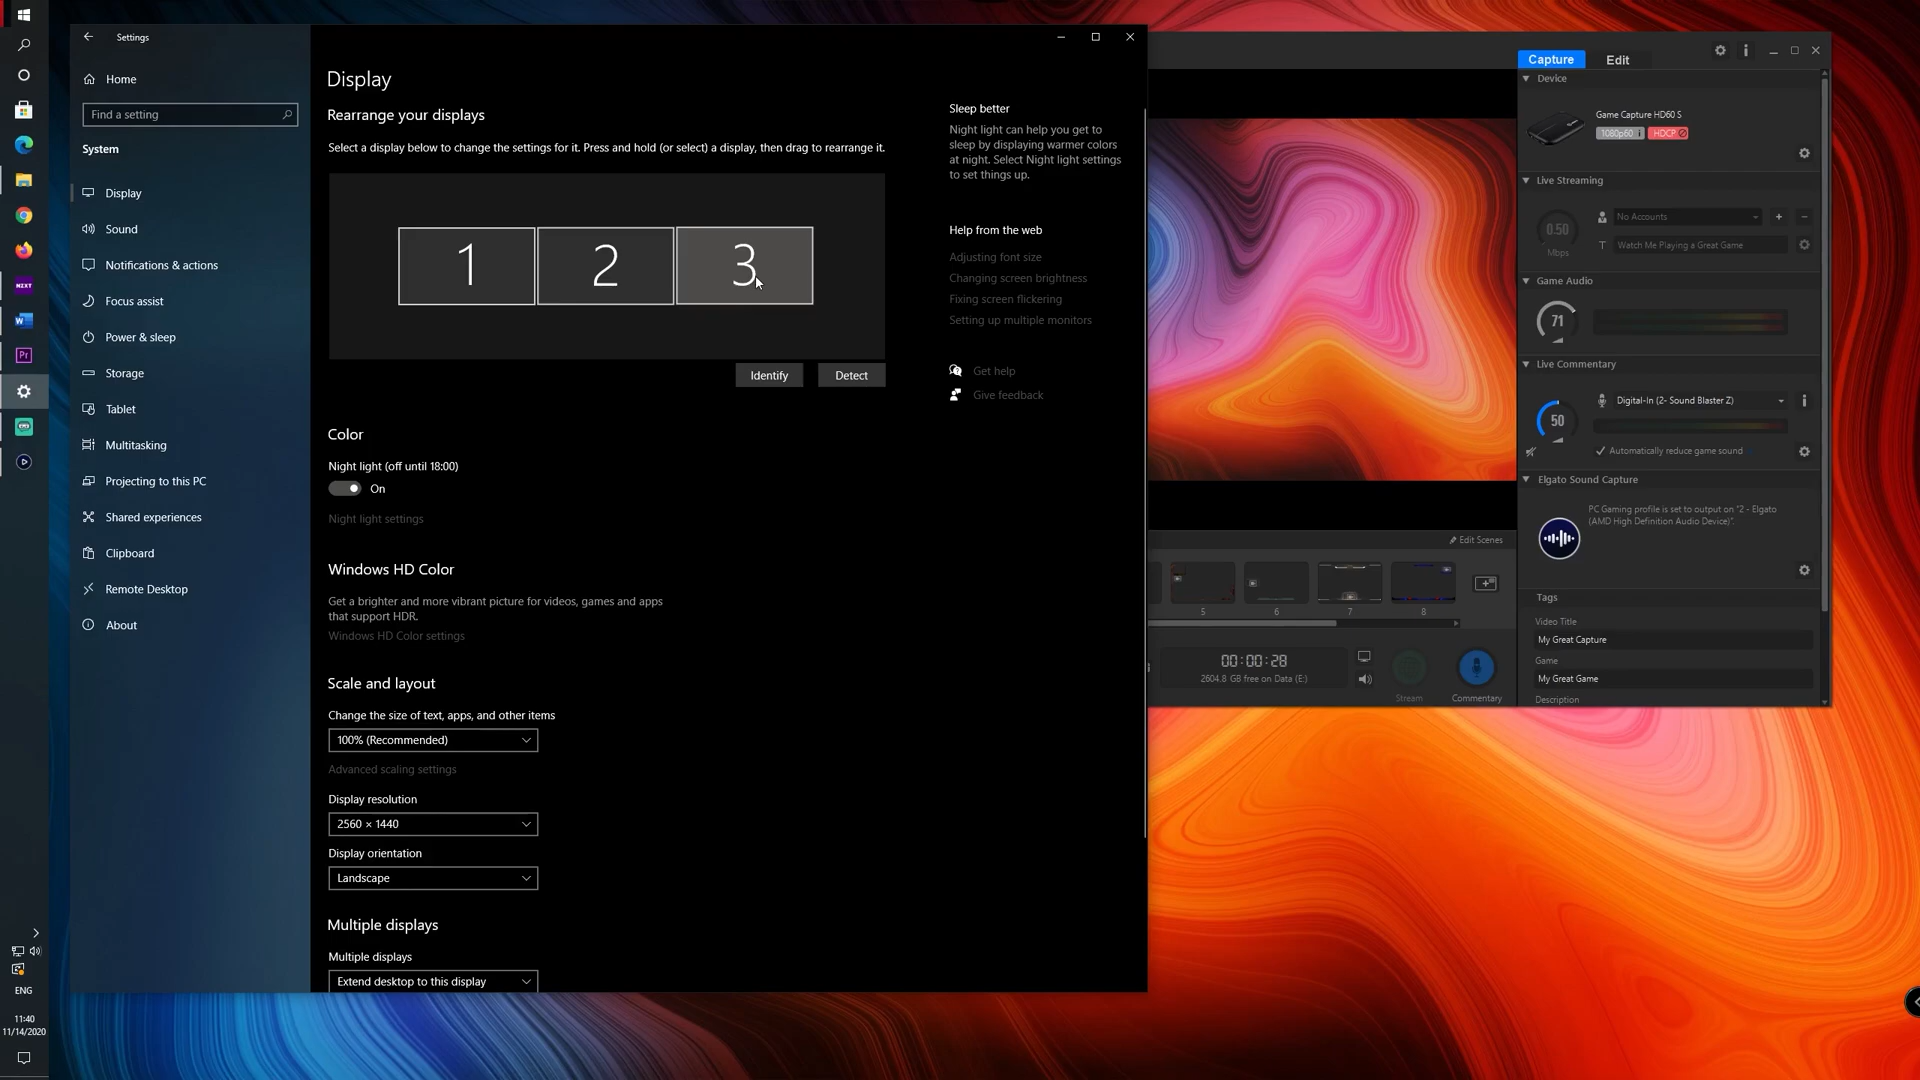 Settings
Home
Find a setting
System
Display
Sound
Notifications & actions
Focus assist
Power & sleep
Storage
Tablet
Multitasking
Projecting to this PC
Shared experiences
Clipboard
Remote Desktop
About
NZXT
W
Pr
ENG
11:40
11/14/2020
Display
Rearrange your displays
Select a display below to change the settings for it. Press and hold (or select) a display, then drag to rearrange it.
1
2
3
Identify
Detect
Color
Night light (off until 18:00)
On
Night light settings
Windows HD Color
Get a brighter and more vibrant picture for videos, games and apps
that support HDR.
Windows HD Color settings
Scale and layout
Change the size of text, apps, and other items
100% (Recommended)
Advanced scaling settings
Display resolution
2560 × 1440
Display orientation
Landscape
Multiple displays
Multiple displays
Extend desktop to this display
Sleep better
Night light can help you get to
sleep by displaying warmer colors
at night. Select Night light settings
to set things up.
Help from the web
Adjusting font size
Changing screen brightness
Fixing screen flickering
Setting up multiple monitors
Get help
Give feedback
Capture
Edit
Device
Game Capture HD60 S
1080p60
HDCP
Live Streaming
0.50
Mbps
No Accounts
T
Watch Me Playing a Great Game
Game Audio
71
Live Commentary
Digital-In (2- Sound Blaster Z)
50
Automatically reduce game sound
Elgato Sound Capture
PC Gaming profile is set to output on "2 - Elgato
(AMD High Definition Audio Device)".
Edit Scenes
5
6
7
8
00:00:28
2604.8 GB free on Data (E:)
Stream
Commentary
Tags
Video Title
My Great Capture
Game
My Great Game
Description